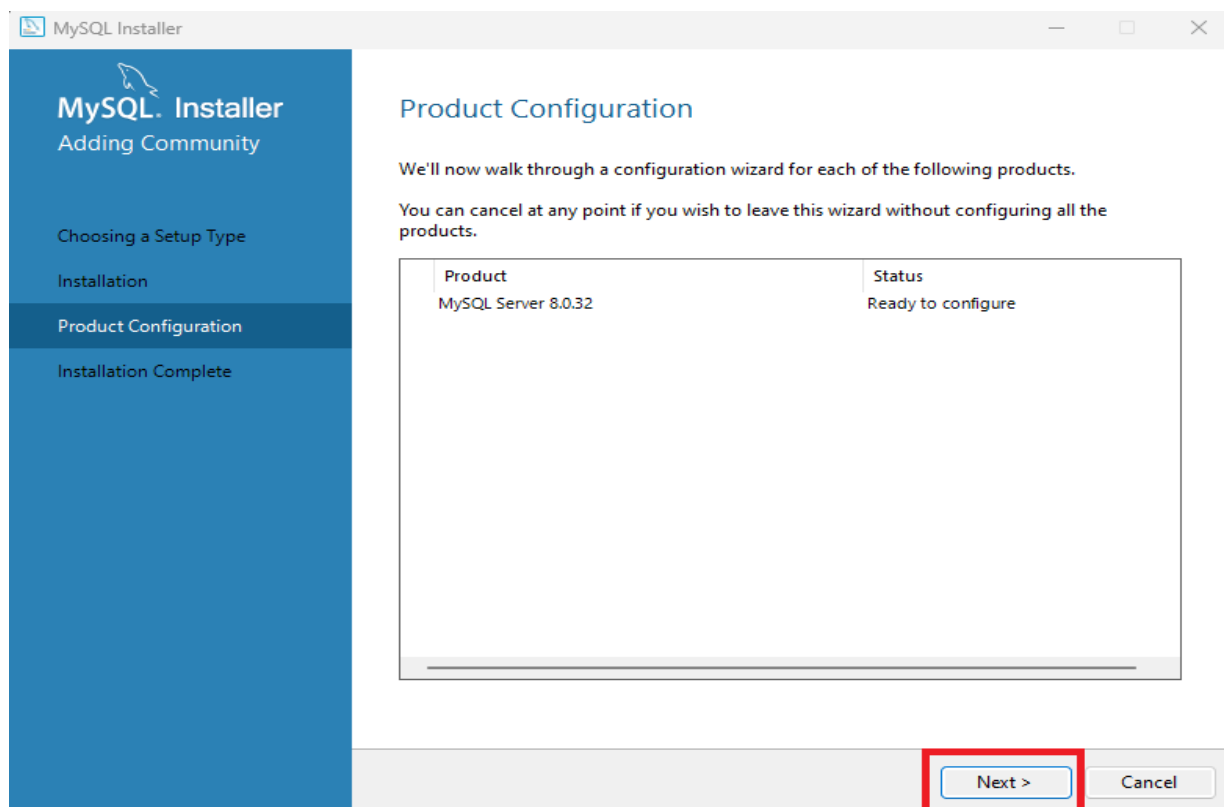 MySQL Installer
MySQL. Installer
Adding Community
Choosing a Setup Type
Installation
Product Configuration
Installation Complete
Product Configuration
We'll now walk through a configuration wizard for each of the following products.
You can cancel at any point if you wish to leave this wizard without configuring all the
products.
Product Status
MySQL Server 8.0.32 Ready to configure
Next > Cancel